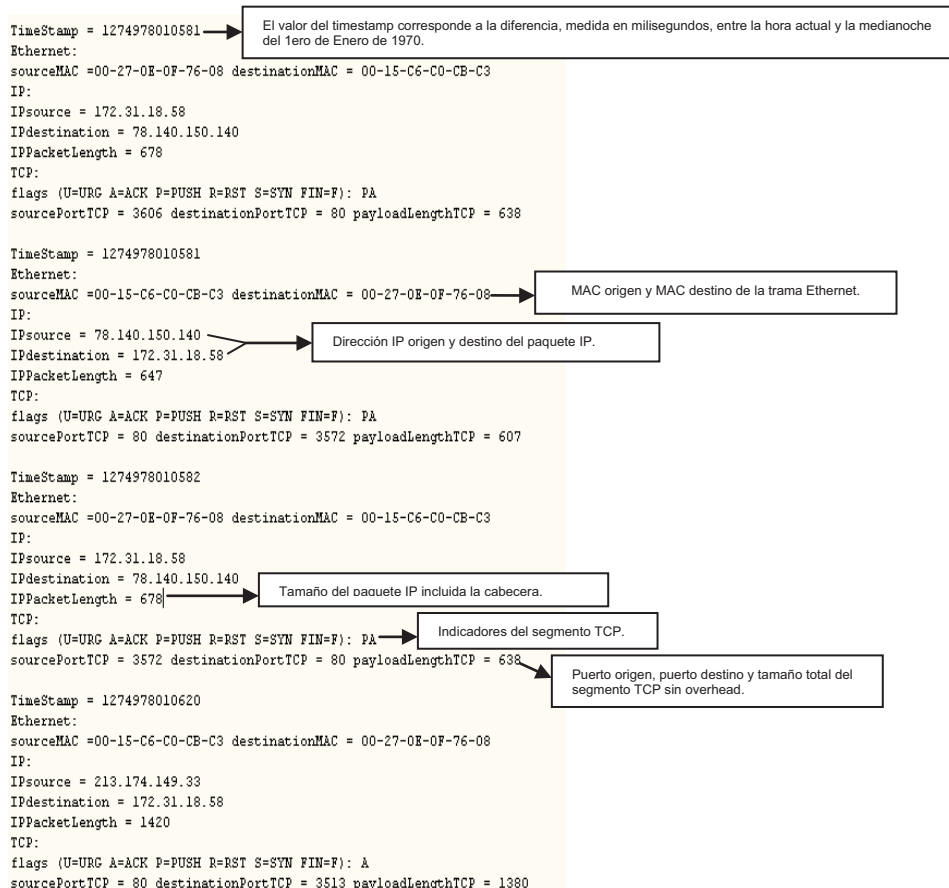 TimeStamp = 1274978010581
El valor del timestamp corresponde a la diferencia, medida en milisegundos, entre la hora actual y la medianoche
del 1ero de Enero de 1970.
Ethernet:
sourceMAC =00-27-0E-0F-76-08 destinationMAC = 00-15-C6-C0-CB-C3
IP:
IPsource = 172.31.18.58
IPdestination = 78.140.150.140
IPPacketLength = 678
TCP:
flags (U=URG A=ACK P=PUSH R=RST S=SYN FIN=F): PA
sourcePortTCP = 3606 destinationPortTCP = 80 payloadLengthTCP = 638
TimeStamp = 1274978010581
Ethernet:
sourceMAC =00-15-C6-C0-CB-C3 destinationMAC = 00-27-0E-0F-76-08
MAC origen y MAC destino de la trama Ethernet.
IP:
IPsource = 78.140.150.140
IPdestination = 172.31.18.58
Dirección IP origen y destino del paquete IP.
IPPacketLength = 647
TCP:
flags (U=URG A=ACK P=PUSH R=RST S=SYN FIN=F): PA
sourcePortTCP = 80 destinationPortTCP = 3572 payloadLengthTCP = 607
TimeStamp = 1274978010582
Ethernet:
sourceMAC =00-27-0E-0F-76-08 destinationMAC = 00-15-C6-C0-CB-C3
IP:
IPsource = 172.31.18.58
IPdestination = 78.140.150.140
IPPacketLength = 678
Tamaño del paquete IP incluida la cabecera.
TCP:
flags (U=URG A=ACK P=PUSH R=RST S=SYN FIN=F): PA
Indicadores del segmento TCP.
sourcePortTCP = 3572 destinationPortTCP = 80 payloadLengthTCP = 638
Puerto origen, puerto destino y tamaño total del
segmento TCP sin overhead.
TimeStamp = 1274978010620
Ethernet:
sourceMAC =00-15-C6-C0-CB-C3 destinationMAC = 00-27-0E-0F-76-08
IP:
IPsource = 213.174.149.33
IPdestination = 172.31.18.58
IPPacketLength = 1420
TCP:
flags (U=URG A=ACK P=PUSH R=RST S=SYN FIN=F): A
sourcePortTCP = 80 destinationPortTCP = 3513 payloadLengthTCP = 1380